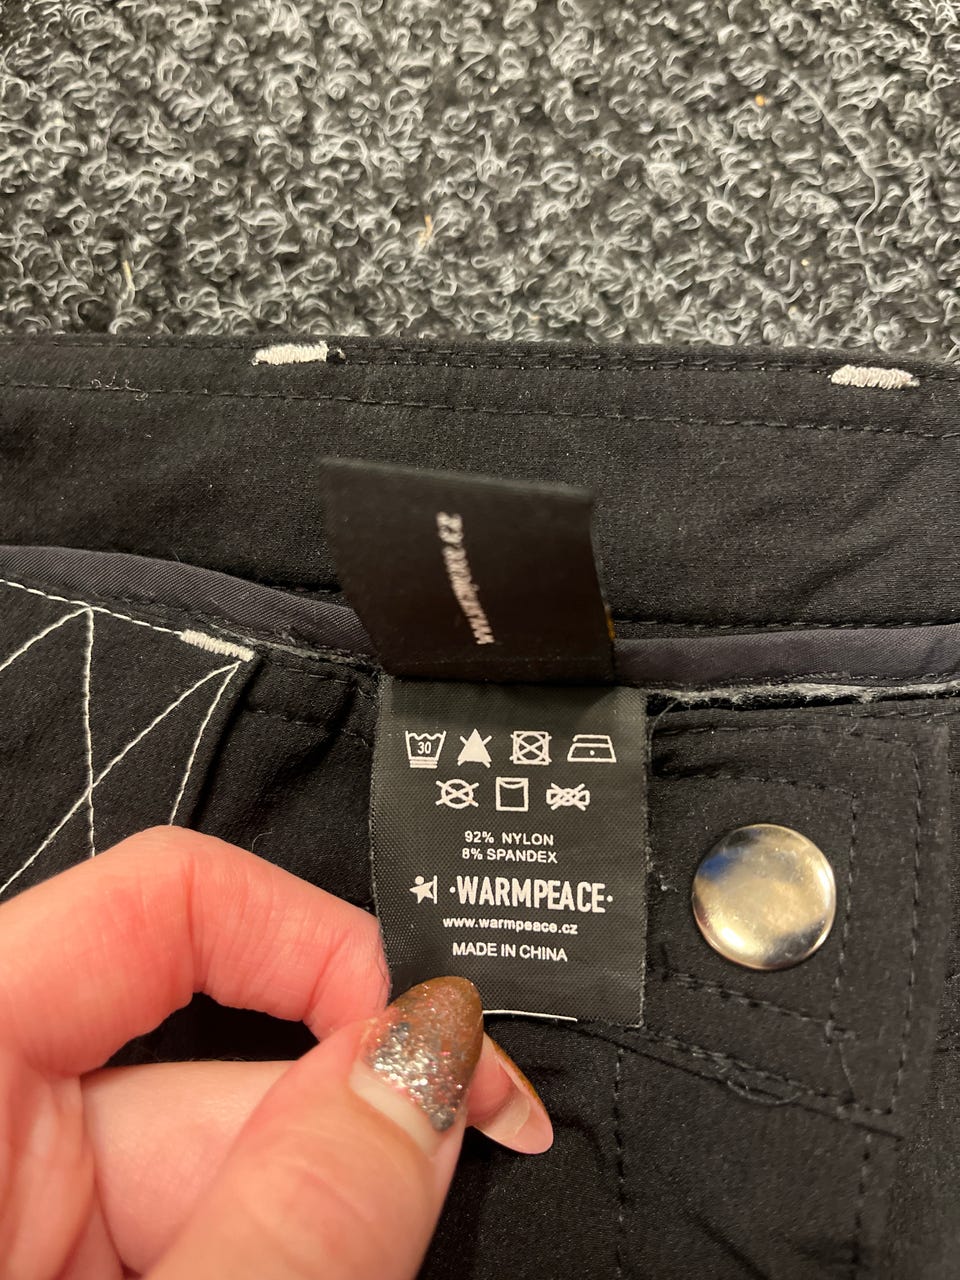 30
92% NYLON
8% SPANDEX
·WARMPEACE·
www.warmpeace.cz
MADE IN CHINA